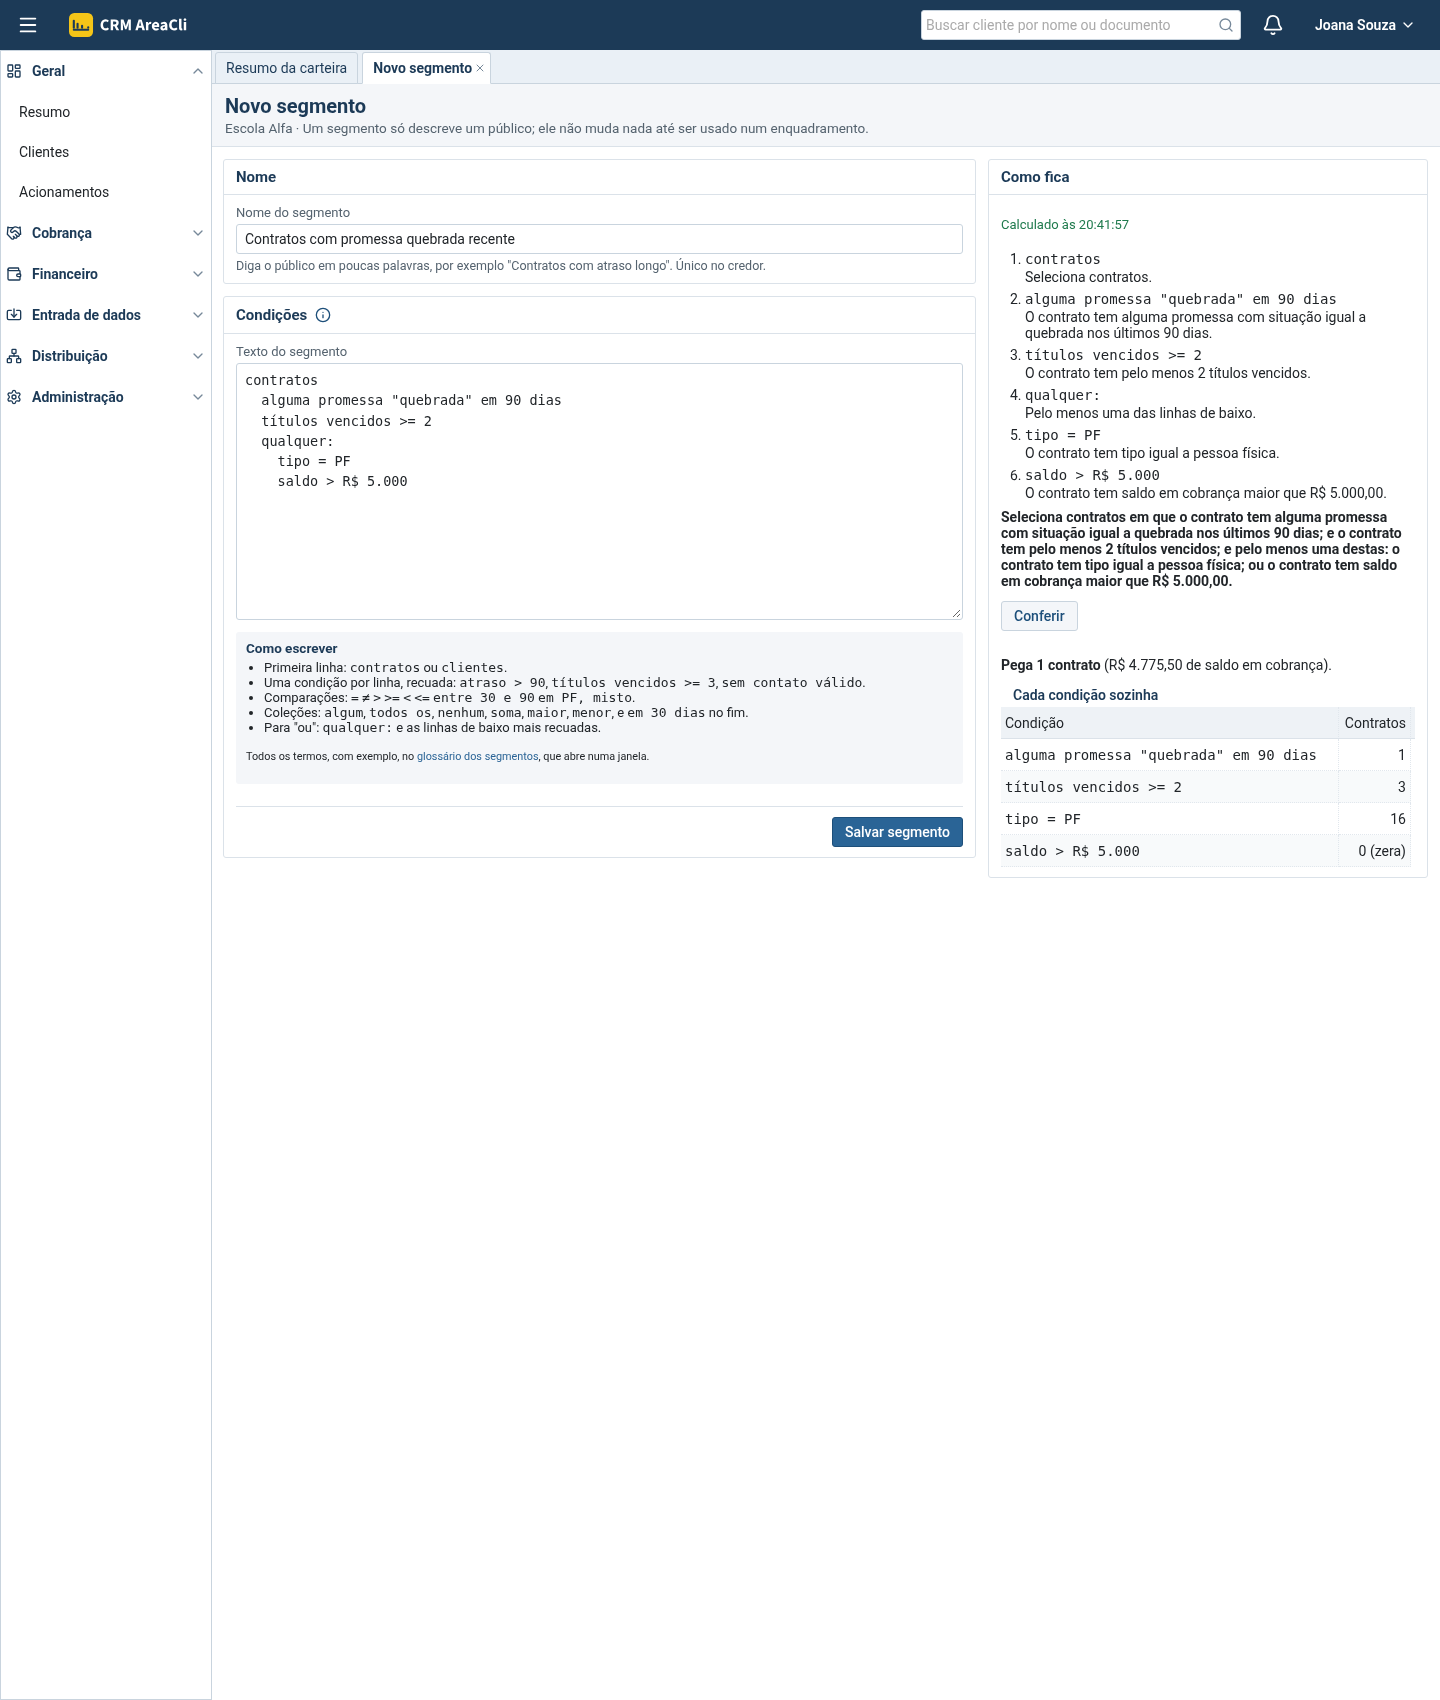 CRM AreaCli
Buscar cliente por nome ou documento
Joana Souza
Geral
Resumo
Clientes
Acionamentos
Cobrança
Financeiro
Entrada de dados
Distribuição
Administração
Resumo da carteira
Novo segmento
Novo segmento
Escola Alfa · Um segmento só descreve um público; ele não muda nada até ser usado num enquadramento.
Nome
Nome do segmento
Contratos com promessa quebrada recente
Diga o público em poucas palavras, por exemplo "Contratos com atraso longo". Único no credor.
Condições
Texto do segmento
contratos
  alguma promessa "quebrada" em 90 dias
  títulos vencidos >= 2
  qualquer:
    tipo = PF
    saldo > R$ 5.000
Como escrever
• Primeira linha: contratos ou clientes.
• Uma condição por linha, recuada: atraso > 90, títulos vencidos >= 3, sem contato válido.
• Comparações: = ≠ > >= < <= entre 30 e 90 em PF, misto.
• Coleções: algum, todos os, nenhum, soma, maior, menor, e em 30 dias no fim.
• Para "ou": qualquer: e as linhas de baixo mais recuadas.
Todos os termos, com exemplo, no glossário dos segmentos, que abre numa janela.
Salvar segmento
Como fica
Calculado às 20:41:57
1. contratos
Seleciona contratos.
2. alguma promessa "quebrada" em 90 dias
O contrato tem alguma promessa com situação igual a
quebrada nos últimos 90 dias.
3. títulos vencidos >= 2
O contrato tem pelo menos 2 títulos vencidos.
4. qualquer:
Pelo menos uma das linhas de baixo.
5. tipo = PF
O contrato tem tipo igual a pessoa física.
6. saldo > R$ 5.000
O contrato tem saldo em cobrança maior que R$ 5.000,00.
Seleciona contratos em que o contrato tem alguma promessa
com situação igual a quebrada nos últimos 90 dias; e o contrato
tem pelo menos 2 títulos vencidos; e pelo menos uma destas: o
contrato tem tipo igual a pessoa física; ou o contrato tem saldo
em cobrança maior que R$ 5.000,00.
Conferir
Pega 1 contrato (R$ 4.775,50 de saldo em cobrança).
Cada condição sozinha
Condição Contratos
alguma promessa "quebrada" em 90 dias 1
títulos vencidos >= 2 3
tipo = PF 16
saldo > R$ 5.000 0 (zera)